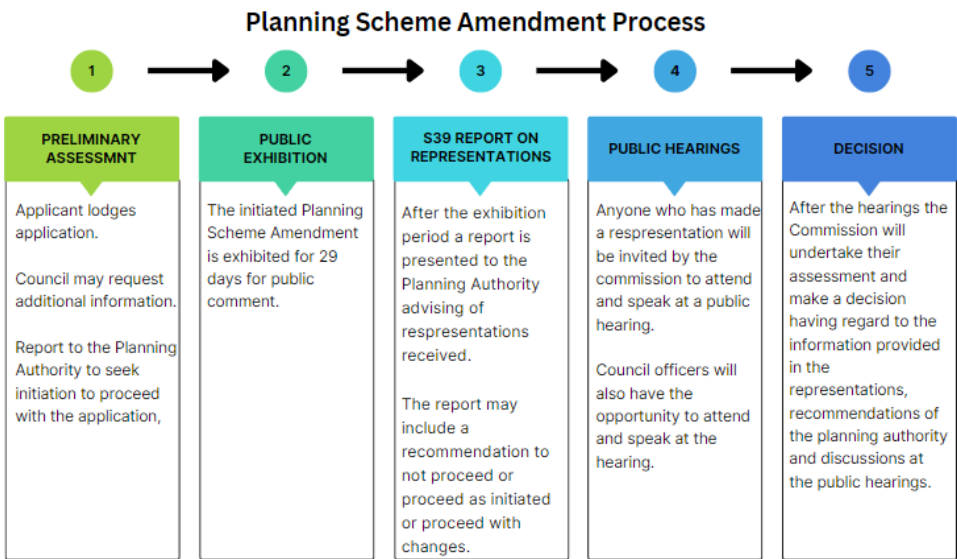 Planning Scheme Amendment Process
1
2
3
4
5
PRELIMINARY
ASSESSMNT
Applicant lodges
application.
Council may request
additional information.
Report to the Planning
Authority to seek
initiation to proceed
with the application,
PUBLIC
EXHIBITION
The initiated Planning
Scheme Amendment
is exhibited for 29
days for public
comment.
S39 REPORT ON
REPRESENTATIONS
After the exhibition
period a report is
presented to the
Planning Authority
advising of
respresentations
received.
The report may
include a
recommendation to
not proceed or
proceed as initiated
or proceed with
changes.
PUBLIC HEARINGS
Anyone who has made
a respresentation will
be invited by the
commission to attend
and speak at a public
hearing.
Council officers will
also have the
opportunity to attend
and speak at the
hearing.
DECISION
After the hearings the
Commission will
undertake their
assessment and
make a decision
having regard to the
information provided
in the
representations,
recommendations of
the planning authority
and discussions at
the public hearings.